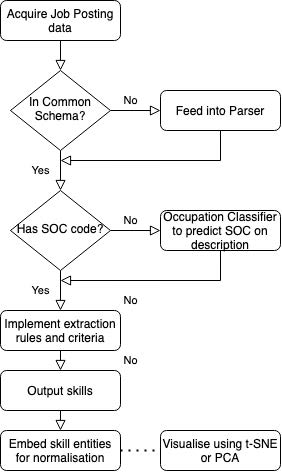 Acquire Job Posting
data
In Common
Schema?
No
Feed into Parser
Yes
Has SOC code?
No
Occupation Classifier
to predict SOC on
description
Yes
No
Implement extraction
rules and criteria
No
Output skills
Embed skill entities
for normalisation
Visualise using t-SNE
or PCA